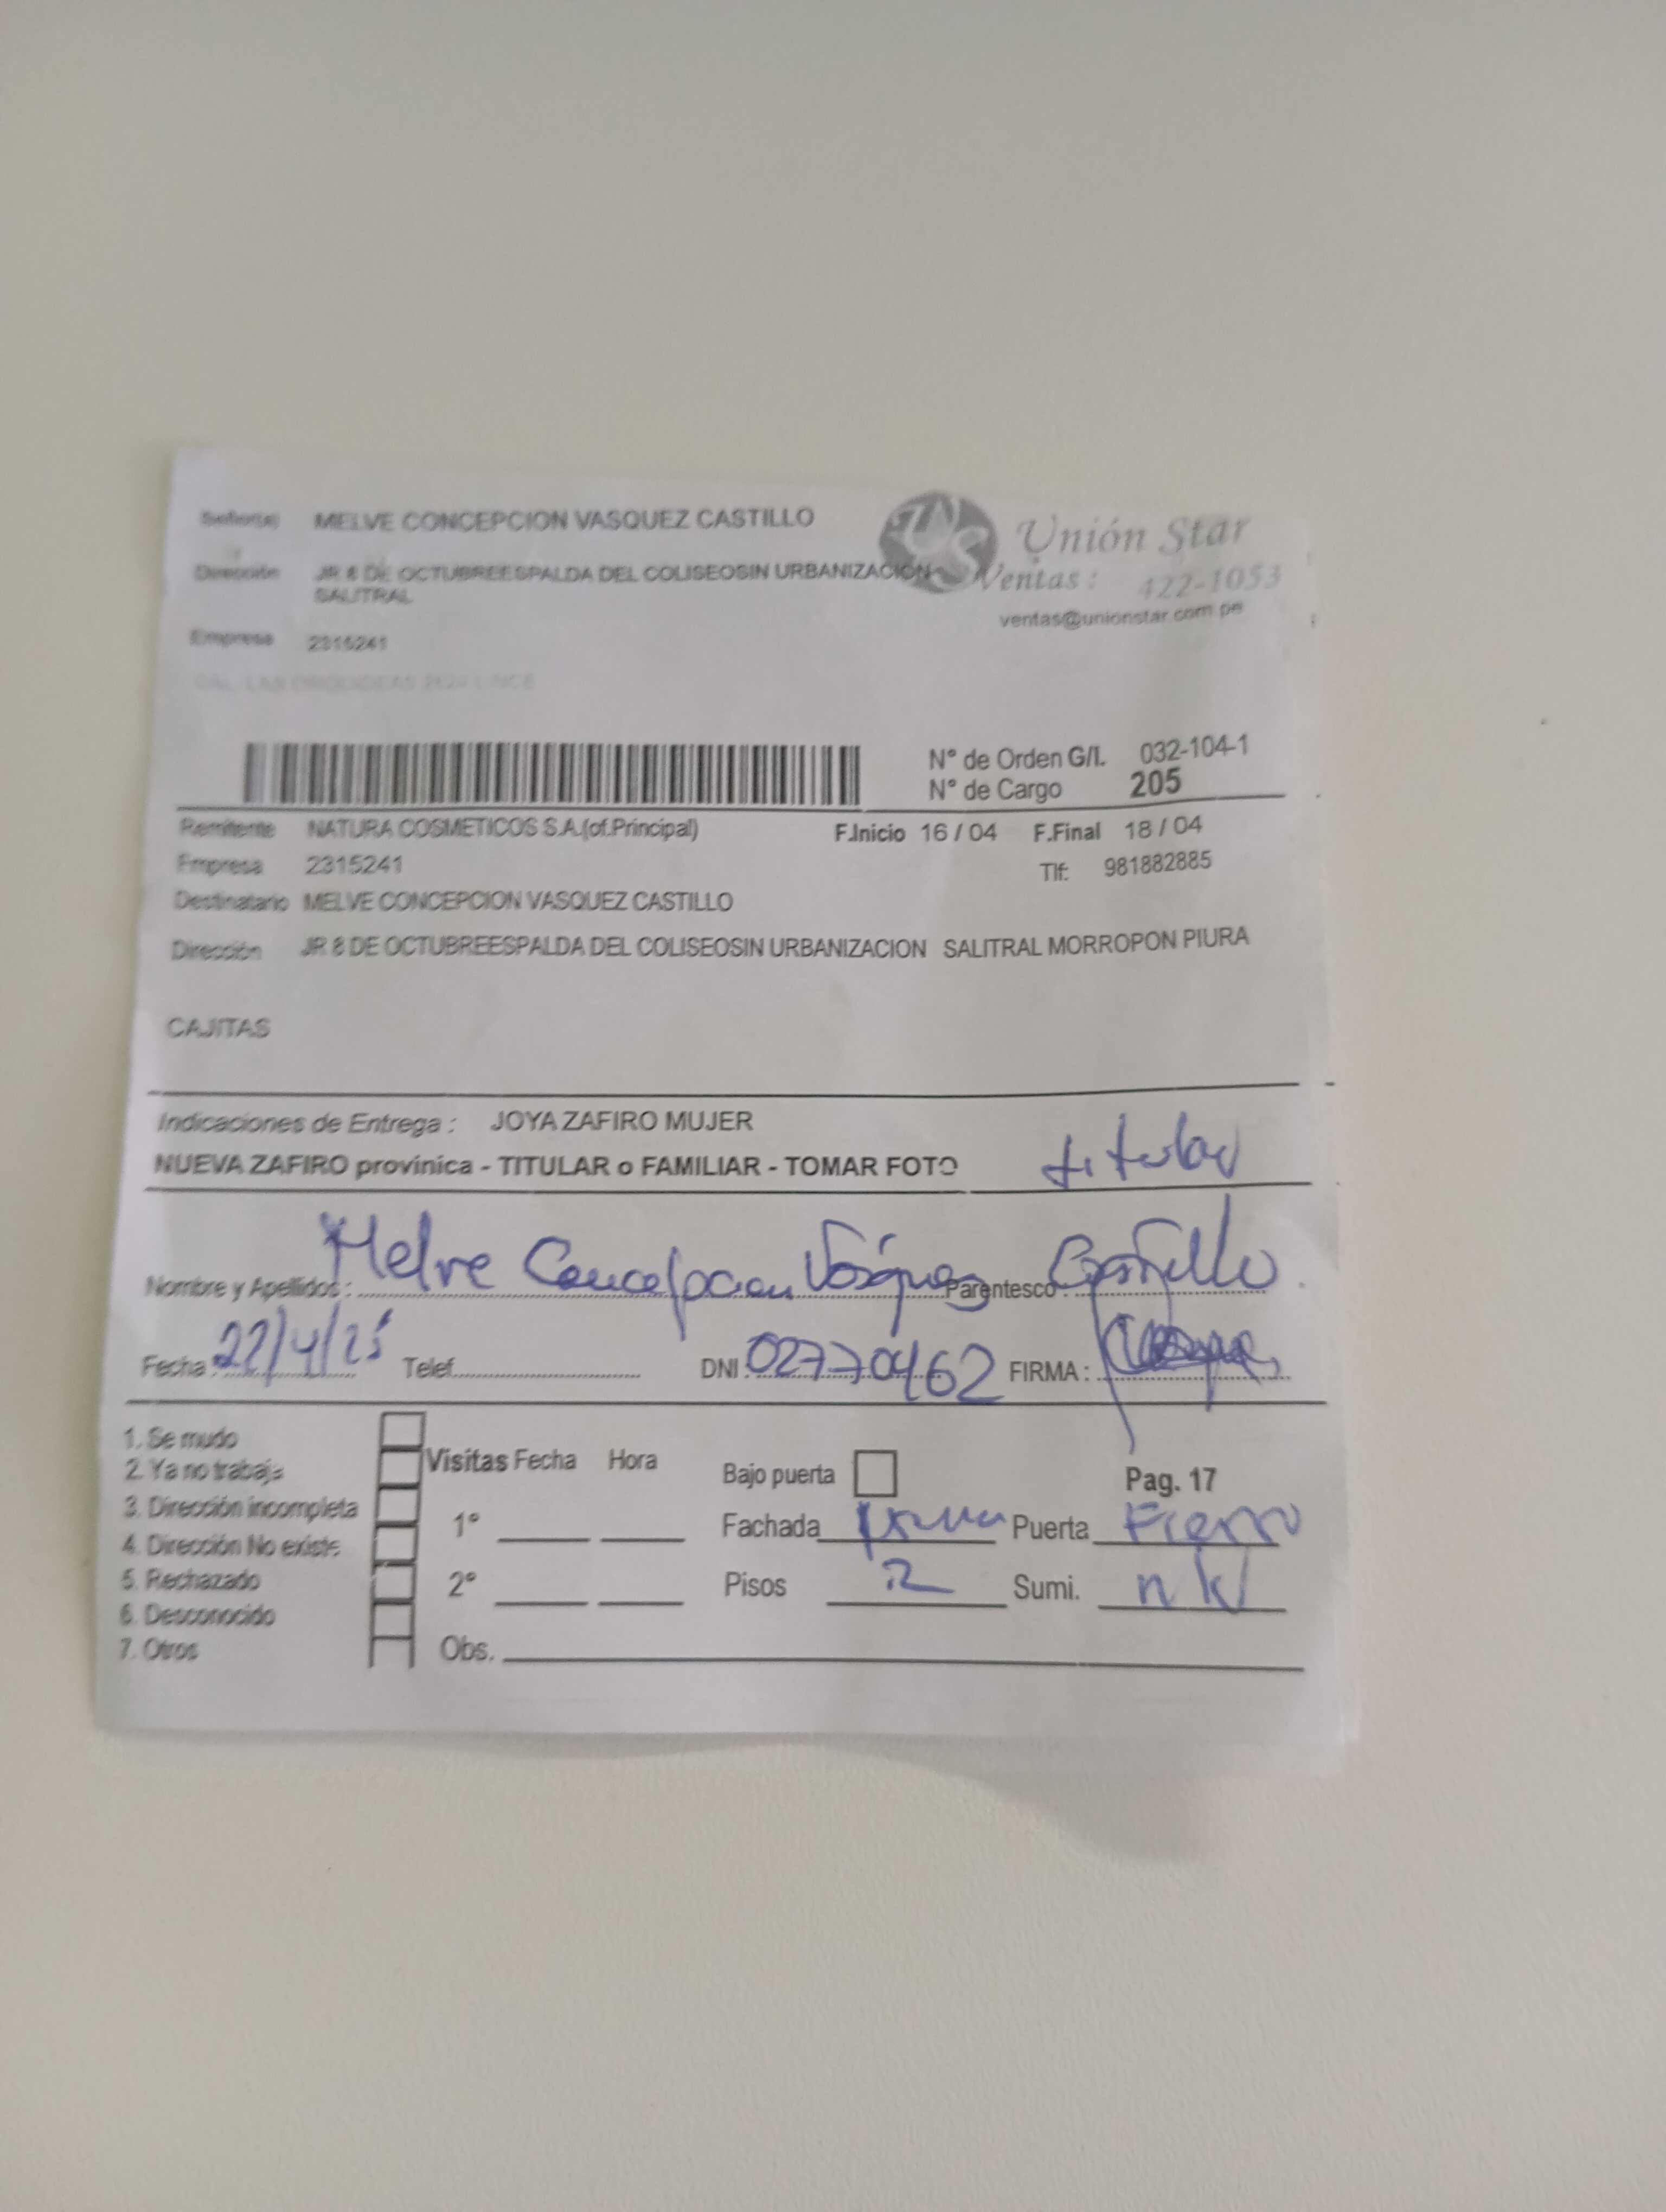 Señor(a) MELVE CONCEPCION VASQUEZ CASTILLO
Unión Star
Dirección JR 8 DE OCTUBREESPALDA DEL COLISEOSIN URBANIZACION
SALITRAL
Ventas : 422-1053
ventas@unionstar.com.pe
Empresa 2315241
N° de Orden G/I. 032-104-1
N° de Cargo 205
Remitente NATURA COSMETICOS S.A.(of.Principal) F.Inicio 16 / 04 F.Final 18 / 04
Empresa 2315241 Tlf: 981882885
Destinatario MELVE CONCEPCION VASQUEZ CASTILLO
Dirección JR 8 DE OCTUBREESPALDA DEL COLISEOSIN URBANIZACION SALITRAL MORROPON PIURA
CAJITAS
Indicaciones de Entrega : JOYA ZAFIRO MUJER
NUEVA ZAFIRO provinica - TITULAR o FAMILIAR - TOMAR FOTO titular
Nombre y Apellidos : Melve Concepcion Vásquez Parentesco : Castillo
Fecha : 22/4/25 Telef. DNI : 02770462 FIRMA :
1. Se mudo
2. Ya no trabaja
3. Dirección incompleta
4. Dirección No existe
5. Rechazado
6. Desconocido
7. Otros
Visitas Fecha Hora
1°
2°
Obs.
Bajo puerta Pag. 17
Fachada Puerta Fierro
Pisos 2 Sumi.